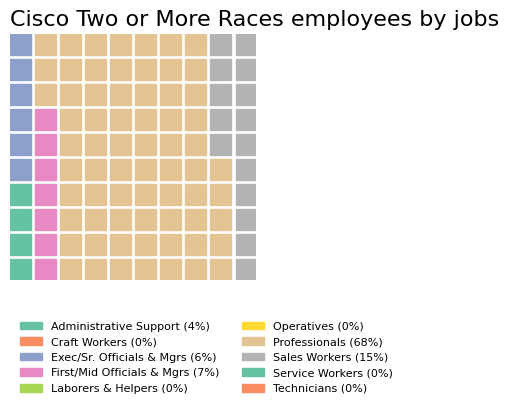 Cisco Two or More Races employees by jobs
Administrative Support (4%)
Craft Workers (0%)
Exec/Sr. Officials & Mgrs (6%)
First/Mid Officials & Mgrs (7%)
Laborers & Helpers (0%)
Operatives (0%)
Professionals (68%)
Sales Workers (15%)
Service Workers (0%)
Technicians (0%)